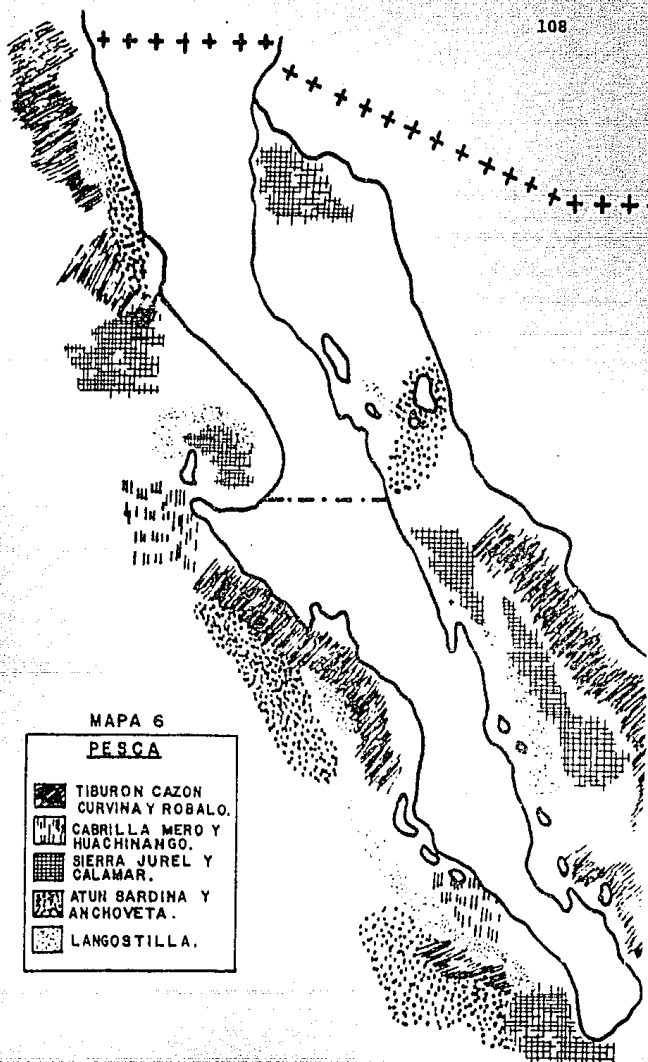 108
MAPA 6
PESCA
TIBURON CAZON
CURVINA Y ROBALO.
CABRILLA MERO Y
HUACHINANGO.
SIERRA JUREL Y
CALAMAR.
ATUN SARDINA Y
ANCHOVETA.
LANGOSTILLA.